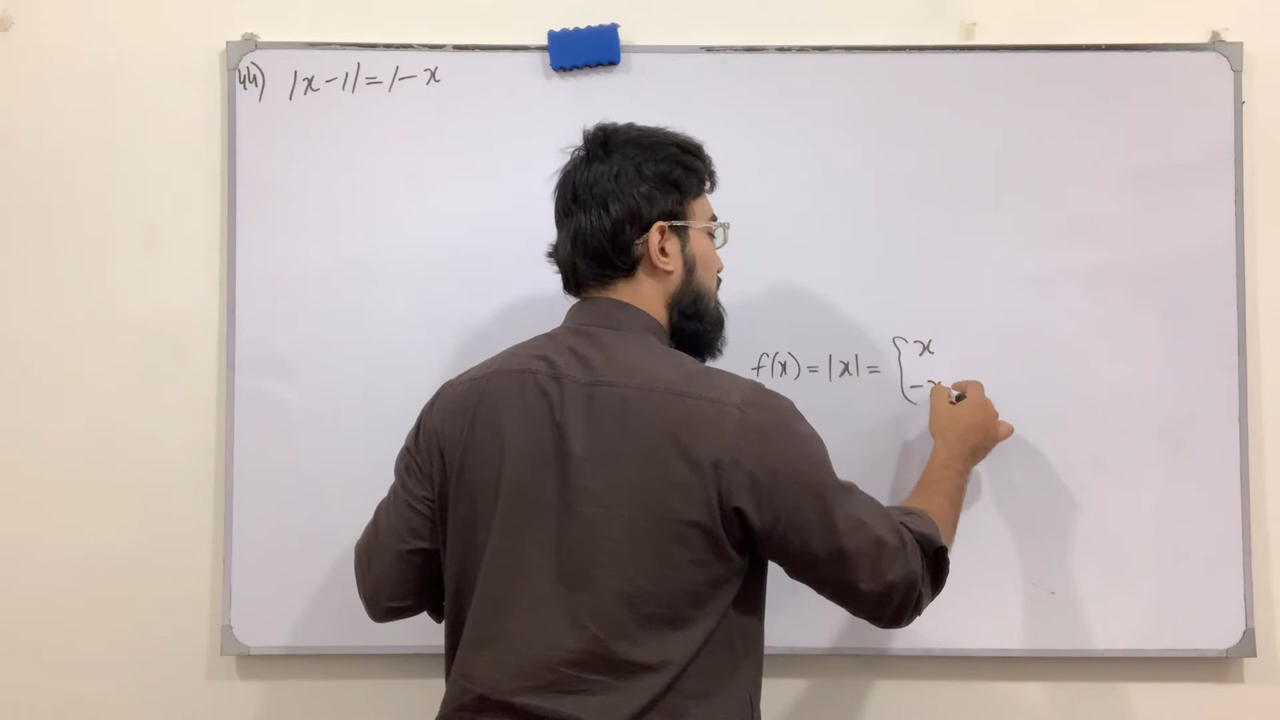 44) |x-1|=1-x
f(x) = |x| = { x
-x